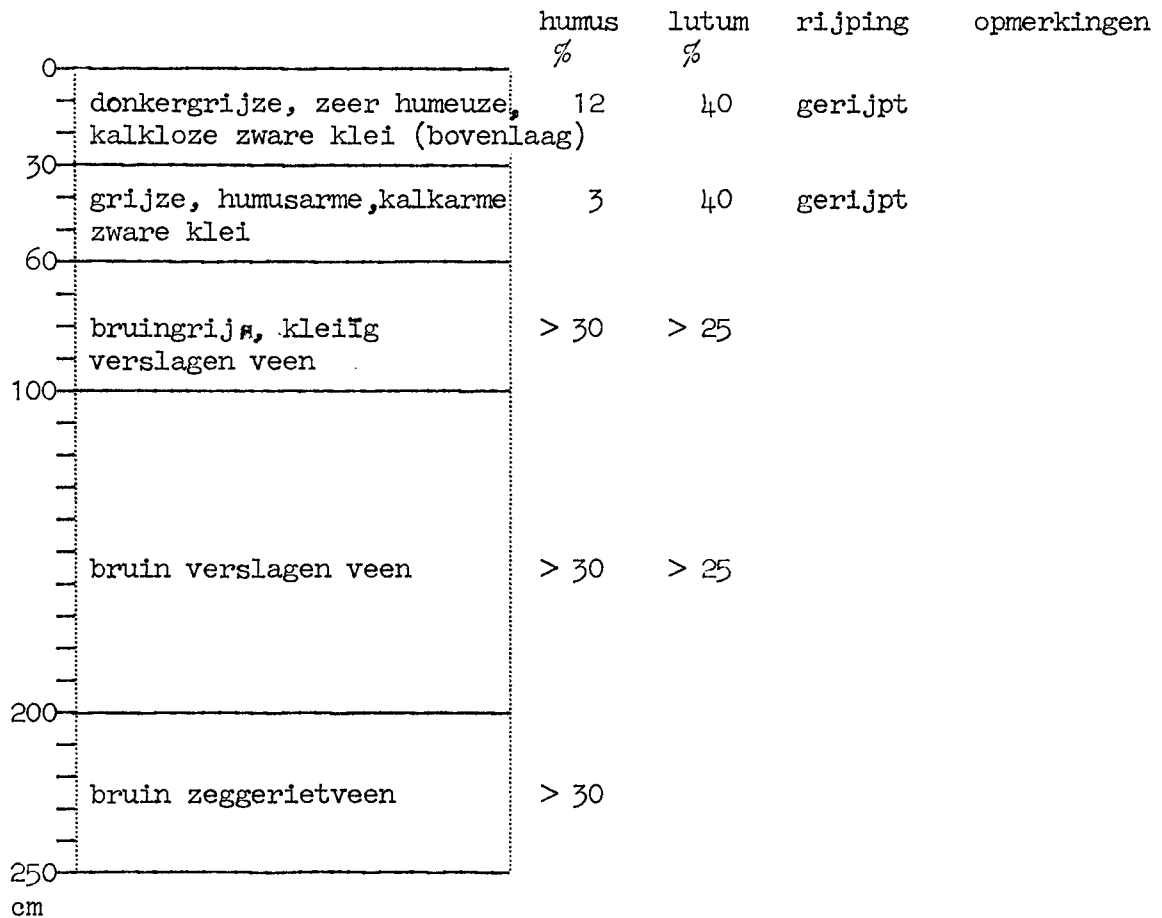 humus lutum rijping opmerkingen
% %
0
donkergrijze, zeer humeuze, 12 40 gerijpt
kalkloze zware klei (bovenlaag)
30
grijze, humusarme,kalkarme 3 40 gerijpt
zware klei
60
bruingrijs, kleiïg > 30 > 25
verslagen veen
100
bruin verslagen veen > 30 > 25
200
bruin zeggerietveen > 30
250
cm